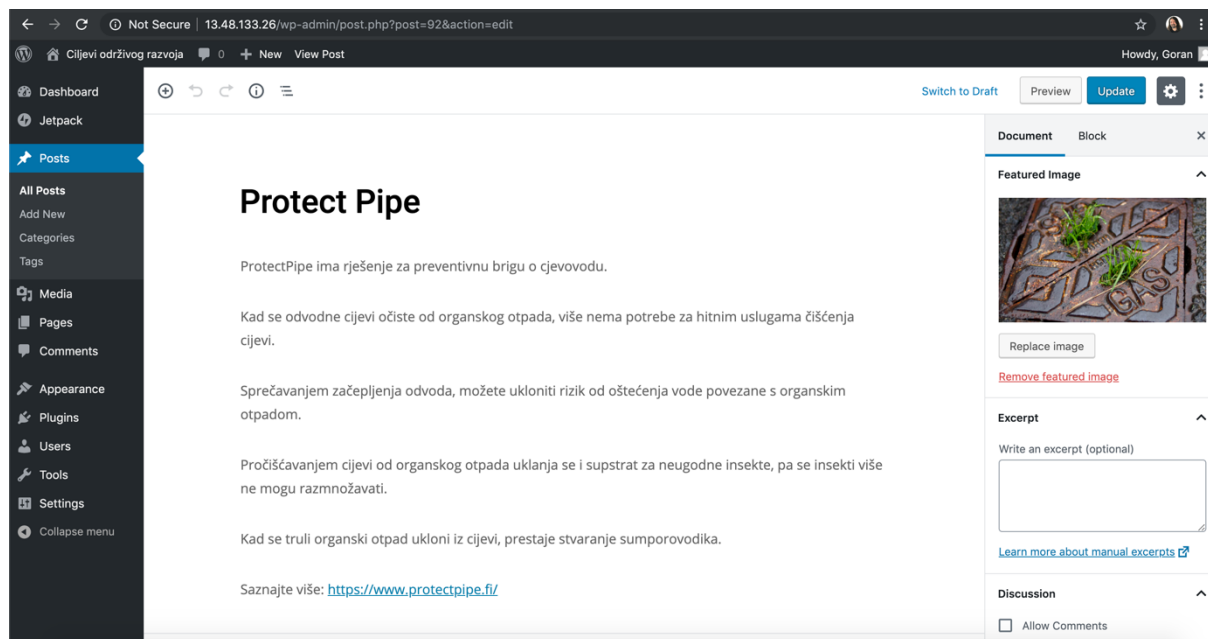 Not Secure | 13.48.133.26/wp-admin/post.php?post=92&action=edit
Ciljevi održivog razvoja 0 + New View Post Howdy, Goran
Dashboard
Jetpack
Posts
All Posts
Add New
Categories
Tags
Media
Pages
Comments
Appearance
Plugins
Users
Tools
Settings
Collapse menu
Switch to Draft Preview Update
Protect Pipe
ProtectPipe ima rješenje za preventivnu brigu o cjevovodu.
Kad se odvodne cijevi očiste od organskog otpada, više nema potrebe za hitnim uslugama čišćenja
cijevi.
Sprečavanjem začepljenja odvoda, možete ukloniti rizik od oštećenja vode povezane s organskim
otpadom.
Pročišćavanjem cijevi od organskog otpada uklanja se i supstrat za neugodne insekte, pa se insekti više
ne mogu razmnožavati.
Kad se truli organski otpad ukloni iz cijevi, prestaje stvaranje sumporovodika.
Saznajte više: https://www.protectpipe.fi/
Document Block
Featured Image
GAS
Replace image
Remove featured image
Excerpt
Write an excerpt (optional)
Learn more about manual excerpts
Discussion
Allow Comments